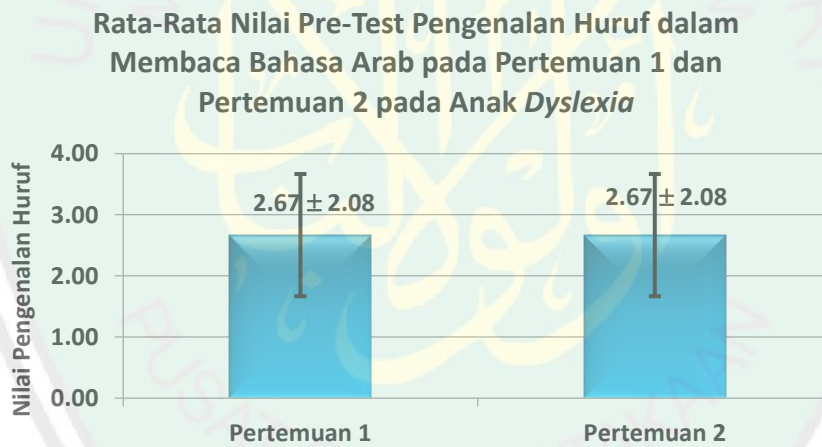 Rata-Rata Nilai Pre-Test Pengenalan Huruf dalam
Membaca Bahasa Arab pada Pertemuan 1 dan
Pertemuan 2 pada Anak Dyslexia
Nilai Pengenalan Huruf
4.00
3.00
2.00
1.00
0.00
2.67 ± 2.08
2.67 ± 2.08
Pertemuan 1
Pertemuan 2